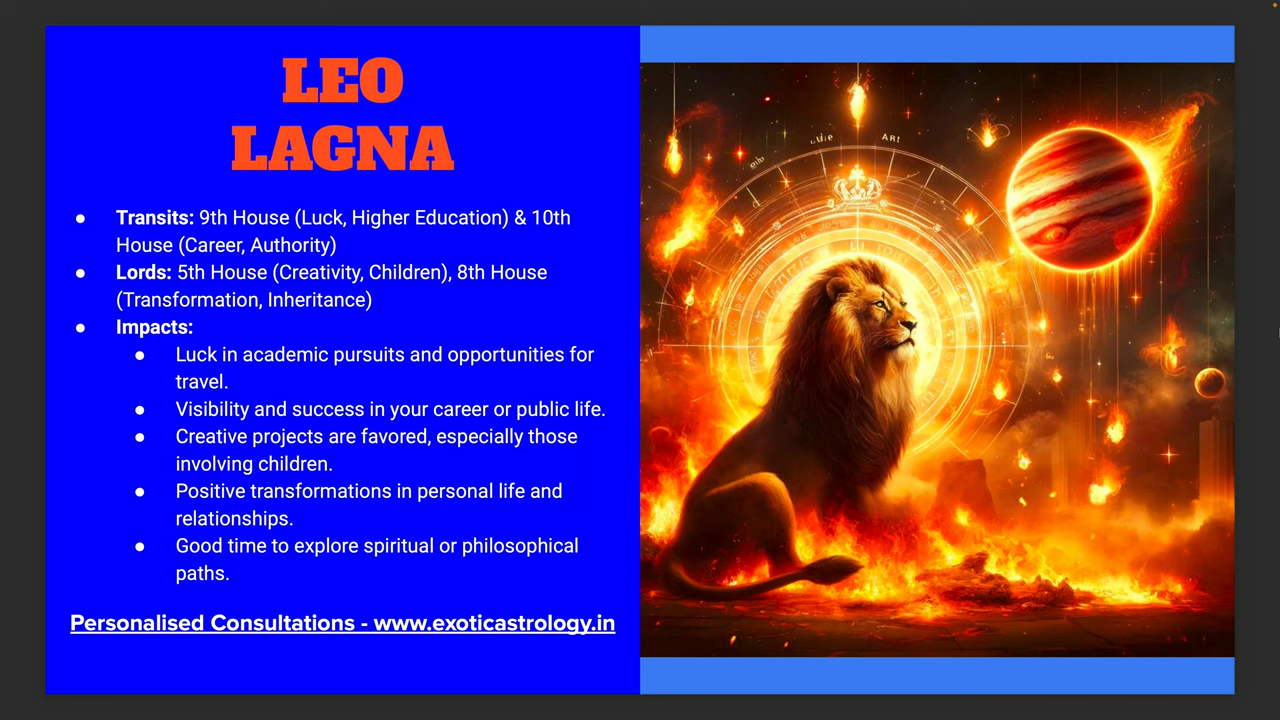 LEO
LAGNA
● Transits: 9th House (Luck, Higher Education) & 10th
House (Career, Authority)
● Lords: 5th House (Creativity, Children), 8th House
(Transformation, Inheritance)
● Impacts:
● Luck in academic pursuits and opportunities for
travel.
● Visibility and success in your career or public life.
● Creative projects are favored, especially those
involving children.
● Positive transformations in personal life and
relationships.
● Good time to explore spiritual or philosophical
paths.
Personalised Consultations - www.exoticastrology.in
ARI